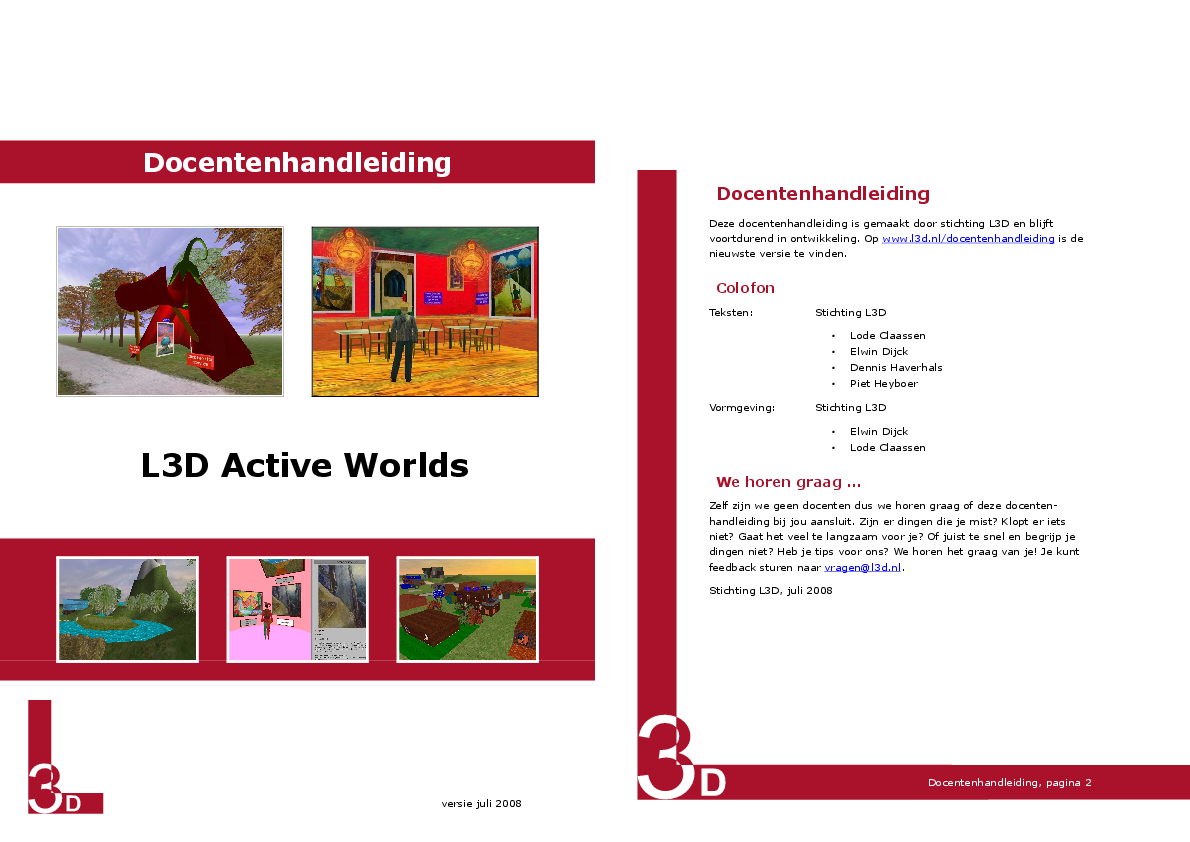 Docentenhandleiding
L3D Active Worlds
3D
versie juli 2008
Docentenhandleiding
Deze docentenhandleiding is gemaakt door stichting L3D en blijft
voortdurend in ontwikkeling. Op www.l3d.nl/docentenhandleiding is de
nieuwste versie te vinden.
Colofon
Teksten: Stichting L3D
• Lode Claassen
• Elwin Dijck
• Dennis Haverhals
• Piet Heyboer
Vormgeving: Stichting L3D
• Elwin Dijck
• Lode Claassen
We horen graag ...
Zelf zijn we geen docenten dus we horen graag of deze docenten-
handleiding bij jou aansluit. Zijn er dingen die je mist? Klopt er iets
niet? Gaat het veel te langzaam voor je? Of juist te snel en begrijp je
dingen niet? Heb je tips voor ons? We horen het graag van je! Je kunt
feedback sturen naar vragen@l3d.nl.
Stichting L3D, juli 2008
3D
Docentenhandleiding, pagina 2